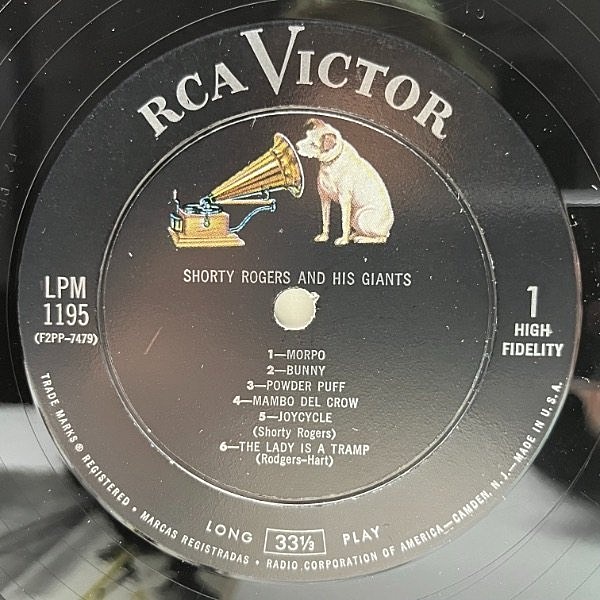 RCA VICTOR
SHORTY ROGERS AND HIS GIANTS
LPM
1195
(F2PP-7479)
1
HIGH
FIDELITY
1—MORPO
2—BUNNY
3—POWDER PUFF
4—MAMBO DEL CROW
5—JOYCYCLE
(Shorty Rogers)
6—THE LADY IS A TRAMP
(Rodgers-Hart)
LONG 33⅓ PLAY
TRADE MARKS ® REGISTERED • MARCAS REGISTRADAS • RADIO CORPORATION OF AMERICA—CAMDEN, N.J.—MADE IN U.S.A.